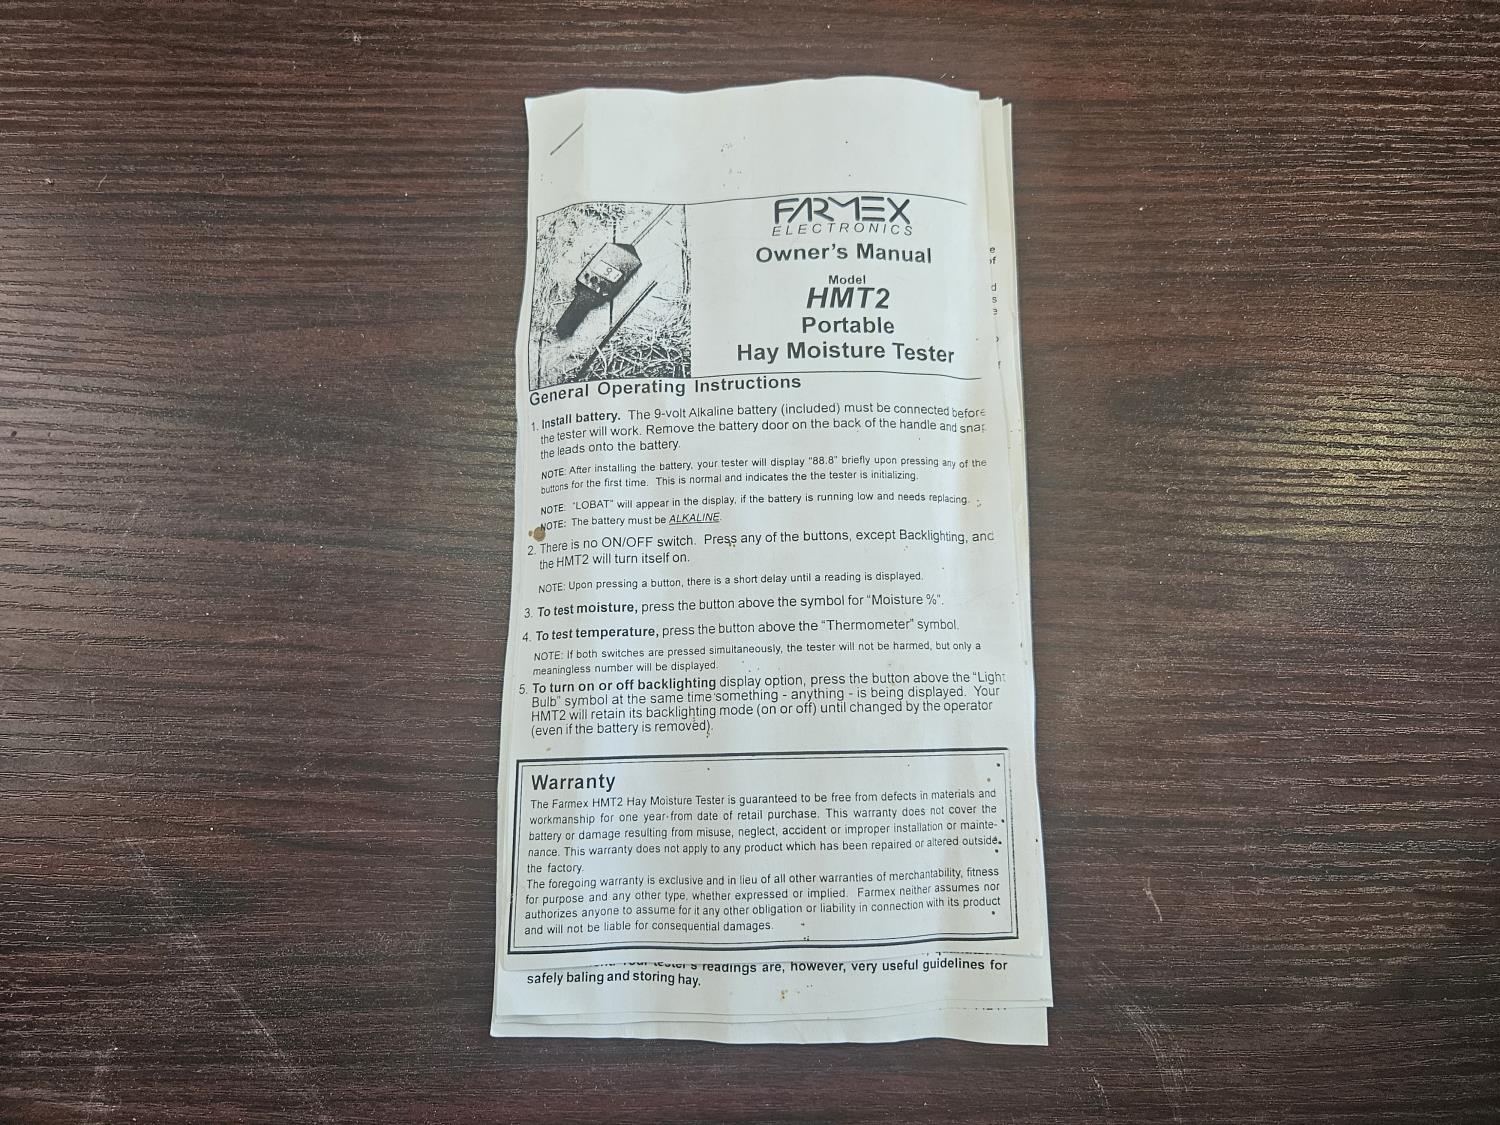 FARMEX
ELECTRONICS
Owner's Manual
Model
HMT2
Portable
Hay Moisture Tester
General Operating Instructions
1. Install battery. The 9-volt Alkaline battery (included) must be connected before
the tester will work. Remove the battery door on the back of the handle and snap
the leads onto the battery.
NOTE: After installing the battery, your tester will display "88.8" briefly upon pressing any of the
buttons for the first time. This is normal and indicates the the tester is initializing.
NOTE: "LOBAT" will appear in the display, if the battery is running low and needs replacing.
NOTE: The battery must be ALKALINE.
2. There is no ON/OFF switch. Press any of the buttons, except Backlighting, and
the HMT2 will turn itself on.
NOTE: Upon pressing a button, there is a short delay until a reading is displayed.
3. To test moisture, press the button above the symbol for "Moisture %".
4. To test temperature, press the button above the "Thermometer" symbol.
NOTE: If both switches are pressed simultaneously, the tester will not be harmed, but only a
meaningless number will be displayed.
5. To turn on or off backlighting display option, press the button above the "Light
Bulb" symbol at the same time something - anything - is being displayed. Your
HMT2 will retain its backlighting mode (on or off) until changed by the operator
(even if the battery is removed).
Warranty
The Farmex HMT2 Hay Moisture Tester is guaranteed to be free from defects in materials and
workmanship for one year from date of retail purchase. This warranty does not cover the
battery or damage resulting from misuse, neglect, accident or improper installation or mainte-
nance. This warranty does not apply to any product which has been repaired or altered outside
the factory.
The foregoing warranty is exclusive and in lieu of all other warranties of merchantability, fitness
for purpose and any other type, whether expressed or implied. Farmex neither assumes nor
authorizes anyone to assume for it any other obligation or liability in connection with its product
and will not be liable for consequential damages.
readings are, however, very useful guidelines for
safely baling and storing hay.